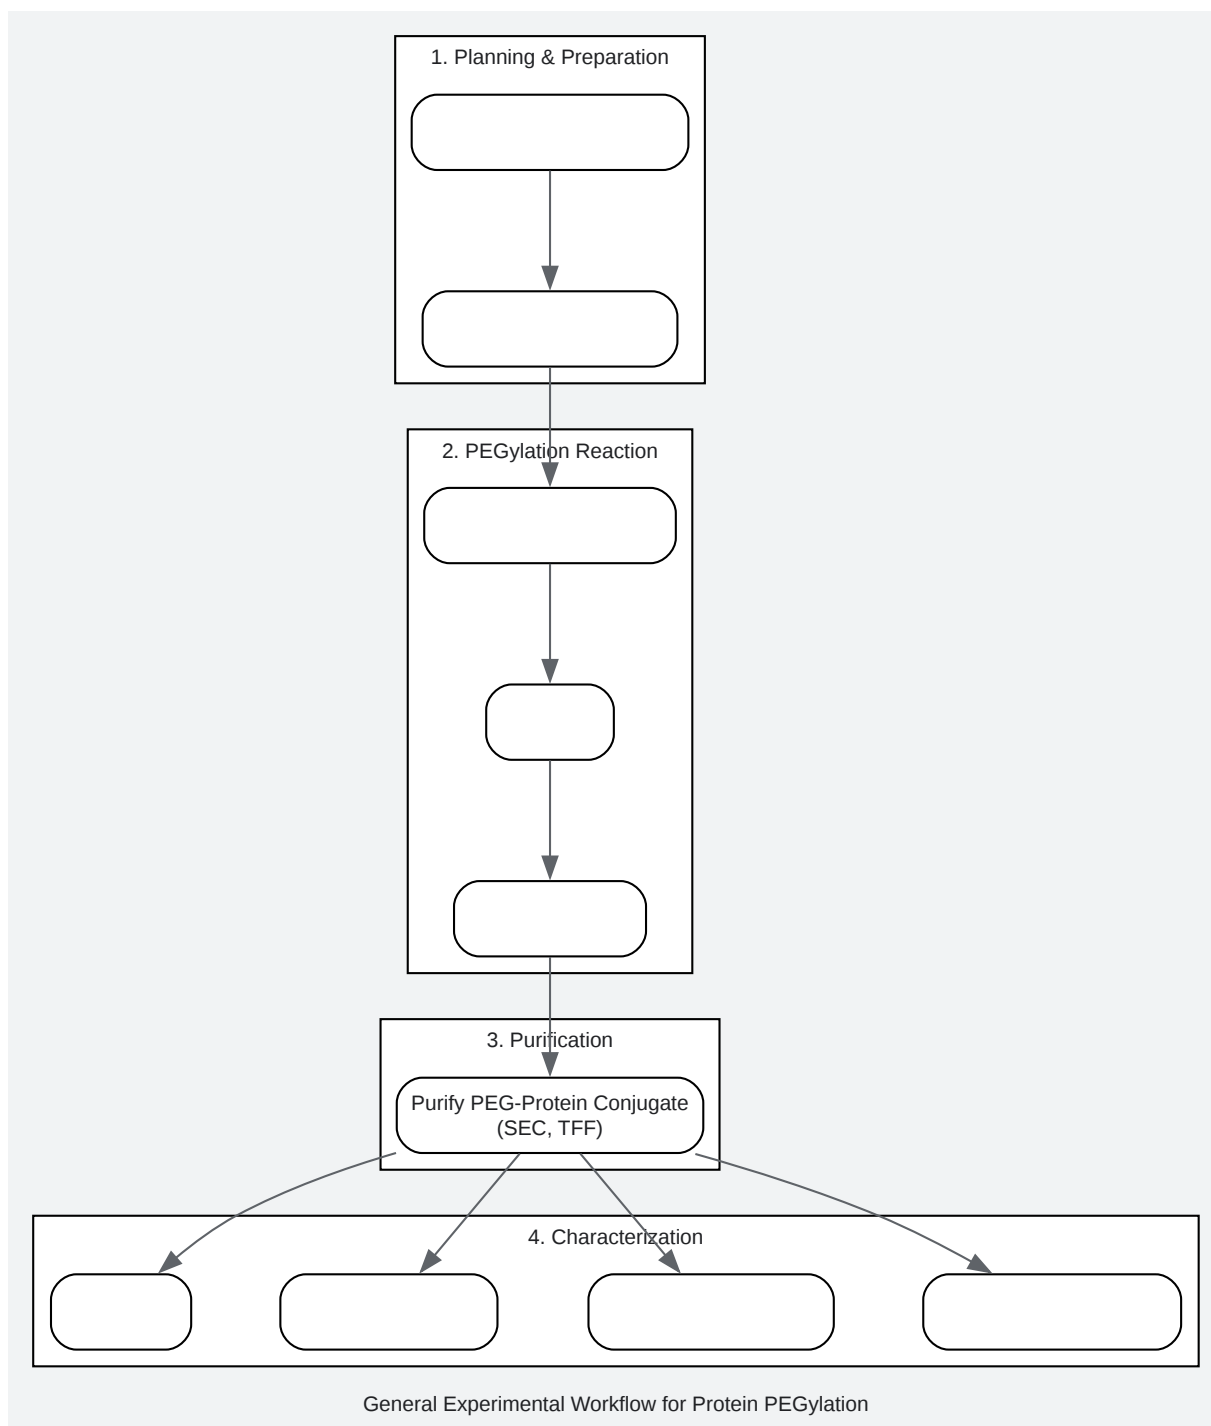 1. Planning & Preparation
2. PEGylation Reaction
3. Purification
Purify PEG-Protein Conjugate
(SEC, TFF)
4. Characterization
General Experimental Workflow for Protein PEGylation